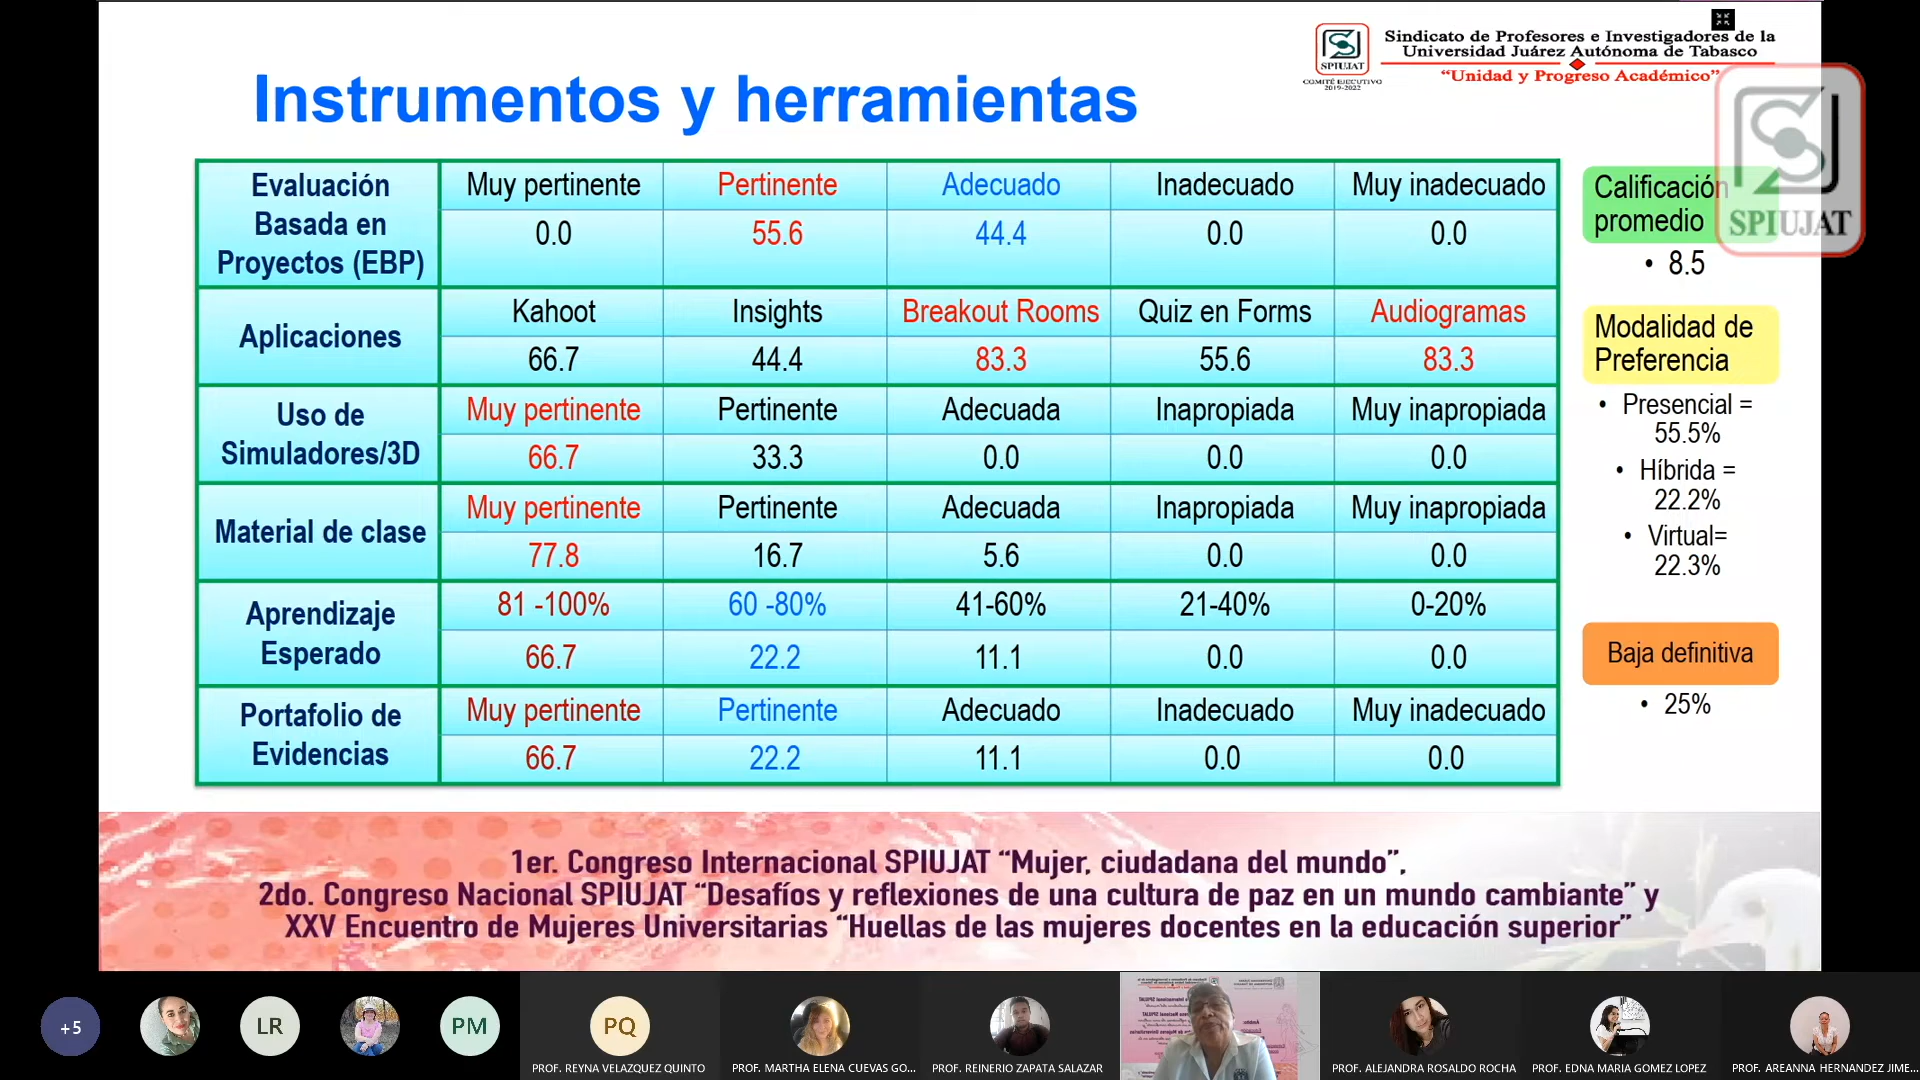 Sindicato de Profesores e Investigadores de la
Universidad Juárez Autónoma de Tabasco
“Unidad y Progreso Académico”
SPIUJAT
COMITÉ EJECUTIVO
2019-2022
SPIUJAT
Instrumentos y herramientas
Evaluación
Basada en
Proyectos (EBP)
Muy pertinente Pertinente Adecuado Inadecuado Muy inadecuado
0.0 55.6 44.4 0.0 0.0
Aplicaciones
Kahoot Insights Breakout Rooms Quiz en Forms Audiogramas
66.7 44.4 83.3 55.6 83.3
Uso de
Simuladores/3D
Muy pertinente Pertinente Adecuada Inapropiada Muy inapropiada
66.7 33.3 0.0 0.0 0.0
Material de clase
Muy pertinente Pertinente Adecuada Inapropiada Muy inapropiada
77.8 16.7 5.6 0.0 0.0
Aprendizaje
Esperado
81 -100% 60 -80% 41-60% 21-40% 0-20%
66.7 22.2 11.1 0.0 0.0
Portafolio de
Evidencias
Muy pertinente Pertinente Adecuado Inadecuado Muy inadecuado
66.7 22.2 11.1 0.0 0.0
Calificación
promedio
• 8.5
Modalidad de
Preferencia
• Presencial =
55.5%
• Híbrida =
22.2%
• Virtual=
22.3%
Baja definitiva
• 25%
1er. Congreso Internacional SPIUJAT “Mujer, ciudadana del mundo”,
2do. Congreso Nacional SPIUJAT “Desafíos y reflexiones de una cultura de paz en un mundo cambiante” y
XXV Encuentro de Mujeres Universitarias “Huellas de las mujeres docentes en la educación superior”
+5 LR PM PQ
PROF. REYNA VELAZQUEZ QUINTO
PROF. MARTHA ELENA CUEVAS GO...
PROF. REINERIO ZAPATA SALAZAR
PROF. ALEJANDRA ROSALDO ROCHA
PROF. EDNA MARIA GOMEZ LOPEZ
PROF. AREANNA HERNANDEZ JIME...